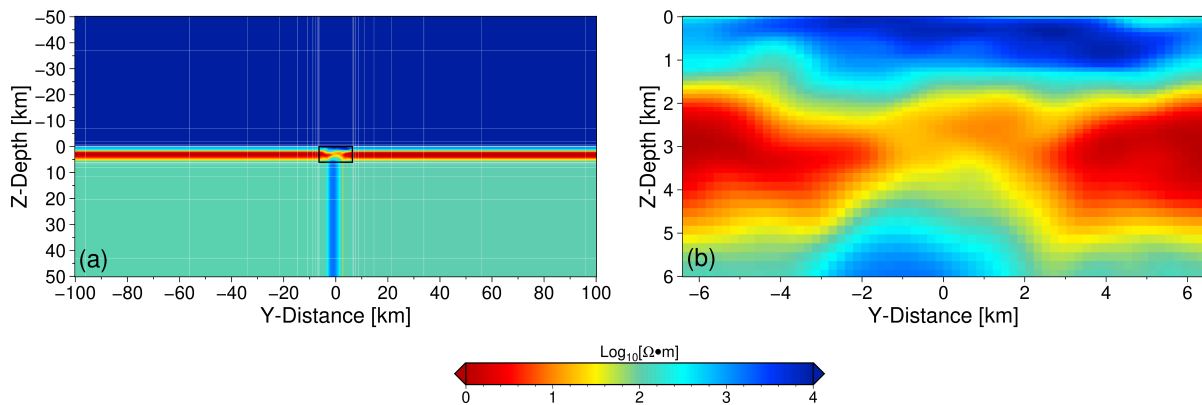 −50
−40
−30
−20
−10
0
10
20
30
40
50
Z-Depth [km]
(a)
−100 −80 −60 −40 −20 0 20 40 60 80 100
Y-Distance [km]
0
1
2
3
4
5
6
Z-Depth [km]
(b)
−6 −4 −2 0 2 4 6
Y-Distance [km]
Log10[Ω•m]
0 1 2 3 4